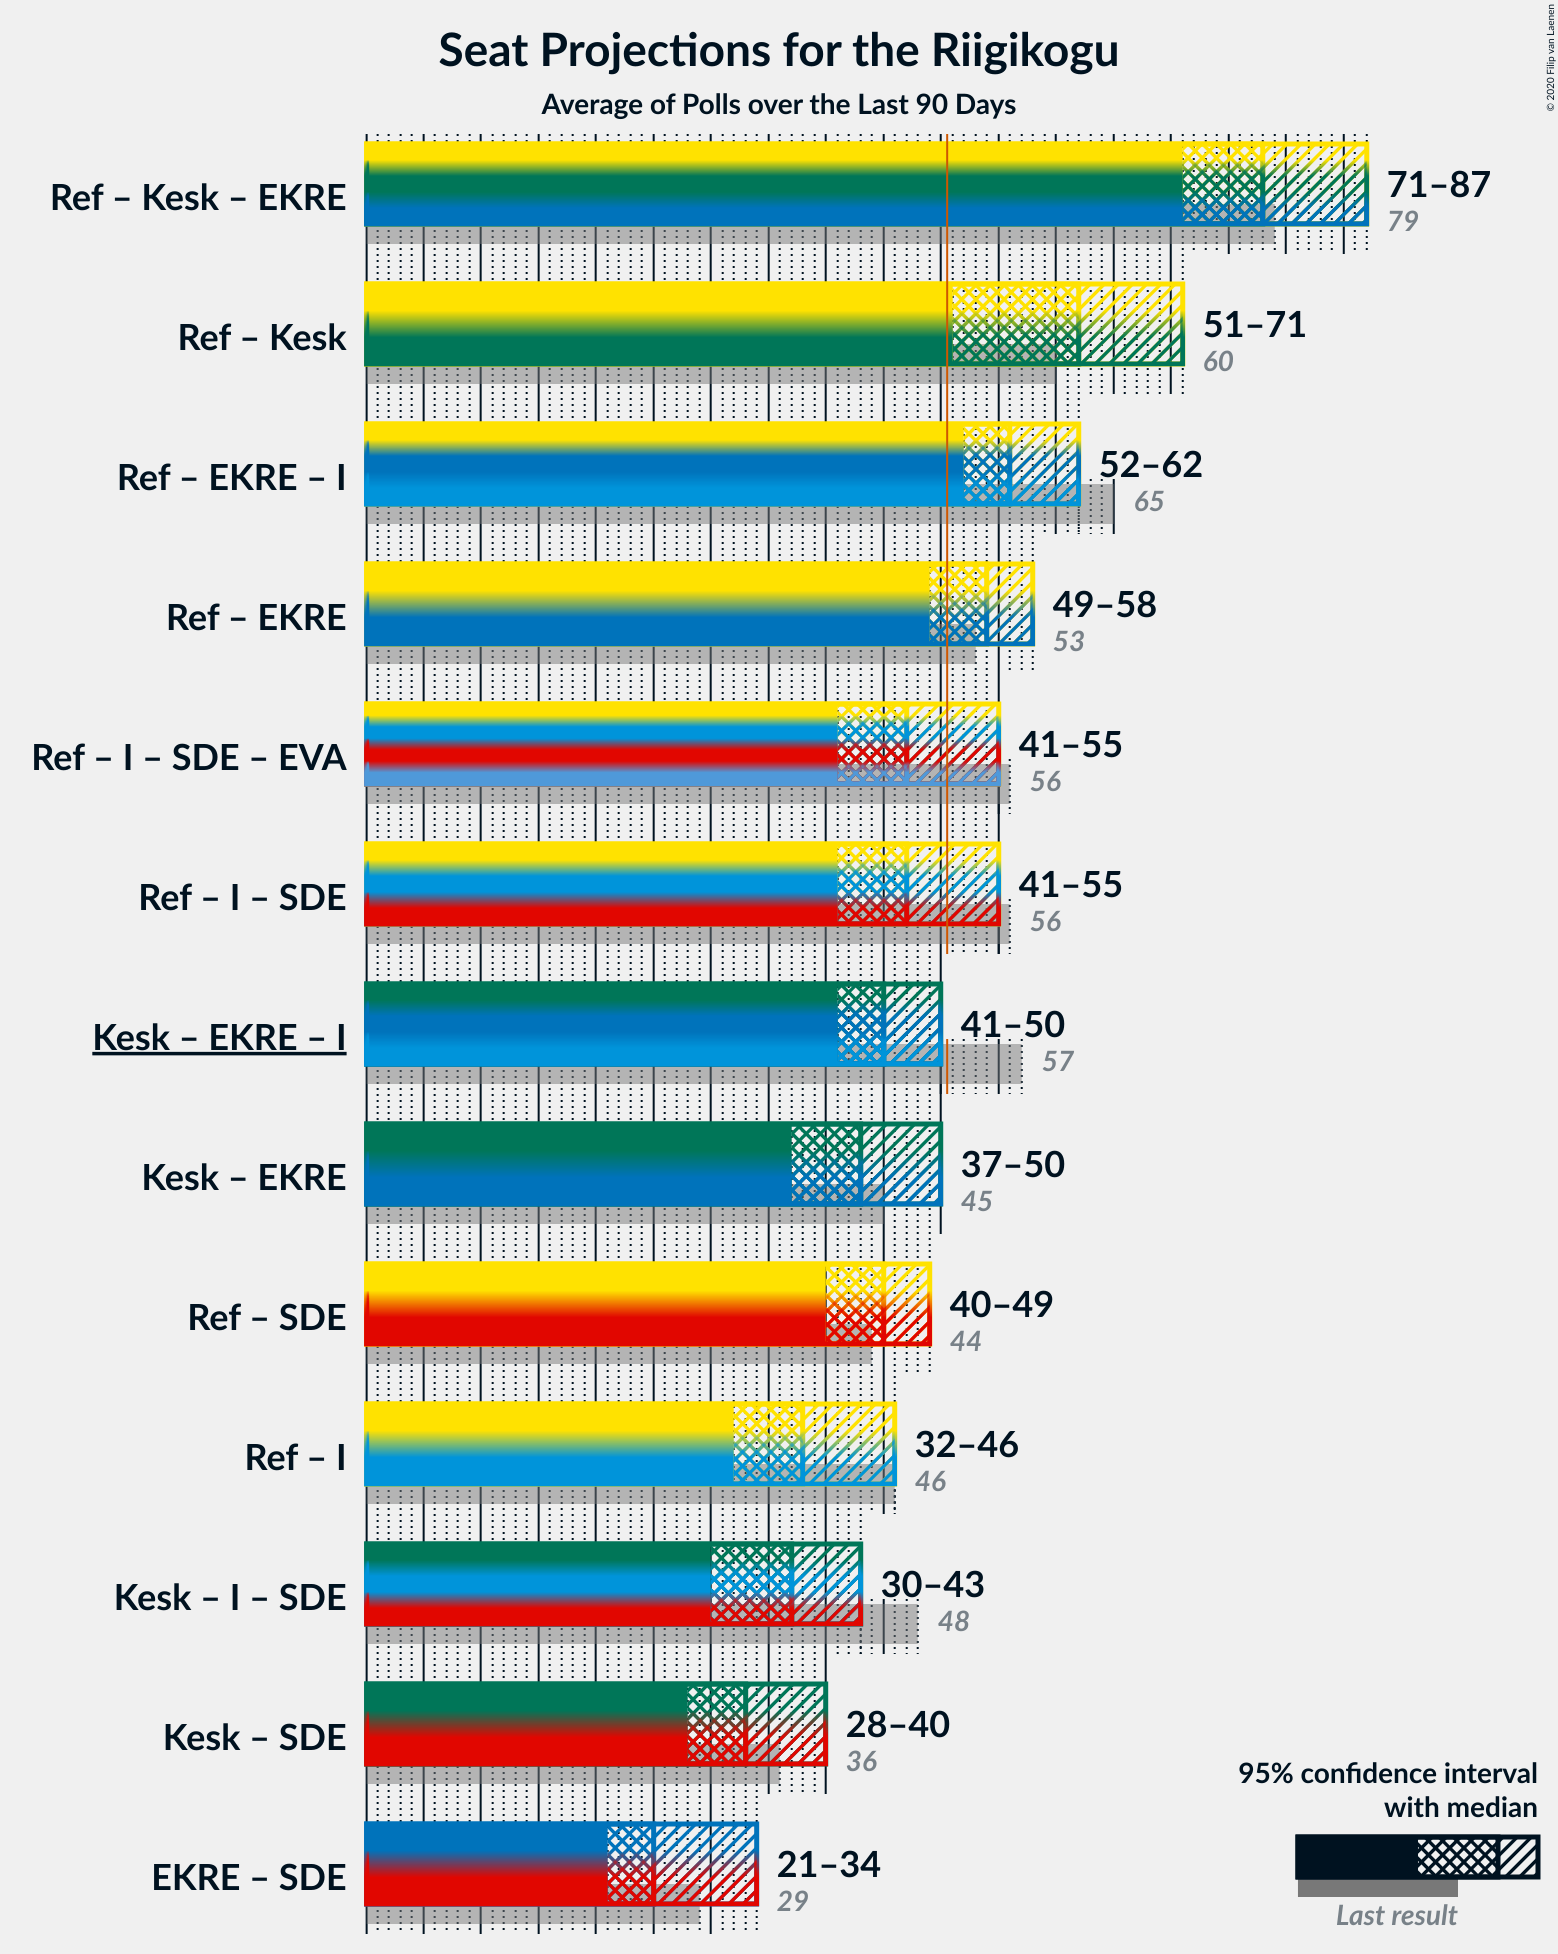 Seat Projections for the Riigikogu
Average of Polls over the Last 90 Days
© 2020 Filip van Laenen
Ref – Kesk – EKRE
71–87
79
Ref – Kesk
51–71
60
Ref – EKRE – I
52–62
65
Ref – EKRE
49–58
53
Ref – I – SDE – EVA
41–55
56
Ref – I – SDE
41–55
56
Kesk – EKRE – I
41–50
57
Kesk – EKRE
37–50
45
Ref – SDE
40–49
44
Ref – I
32–46
46
Kesk – I – SDE
30–43
48
Kesk – SDE
28–40
36
EKRE – SDE
21–34
29
95% confidence interval
with median
Last result